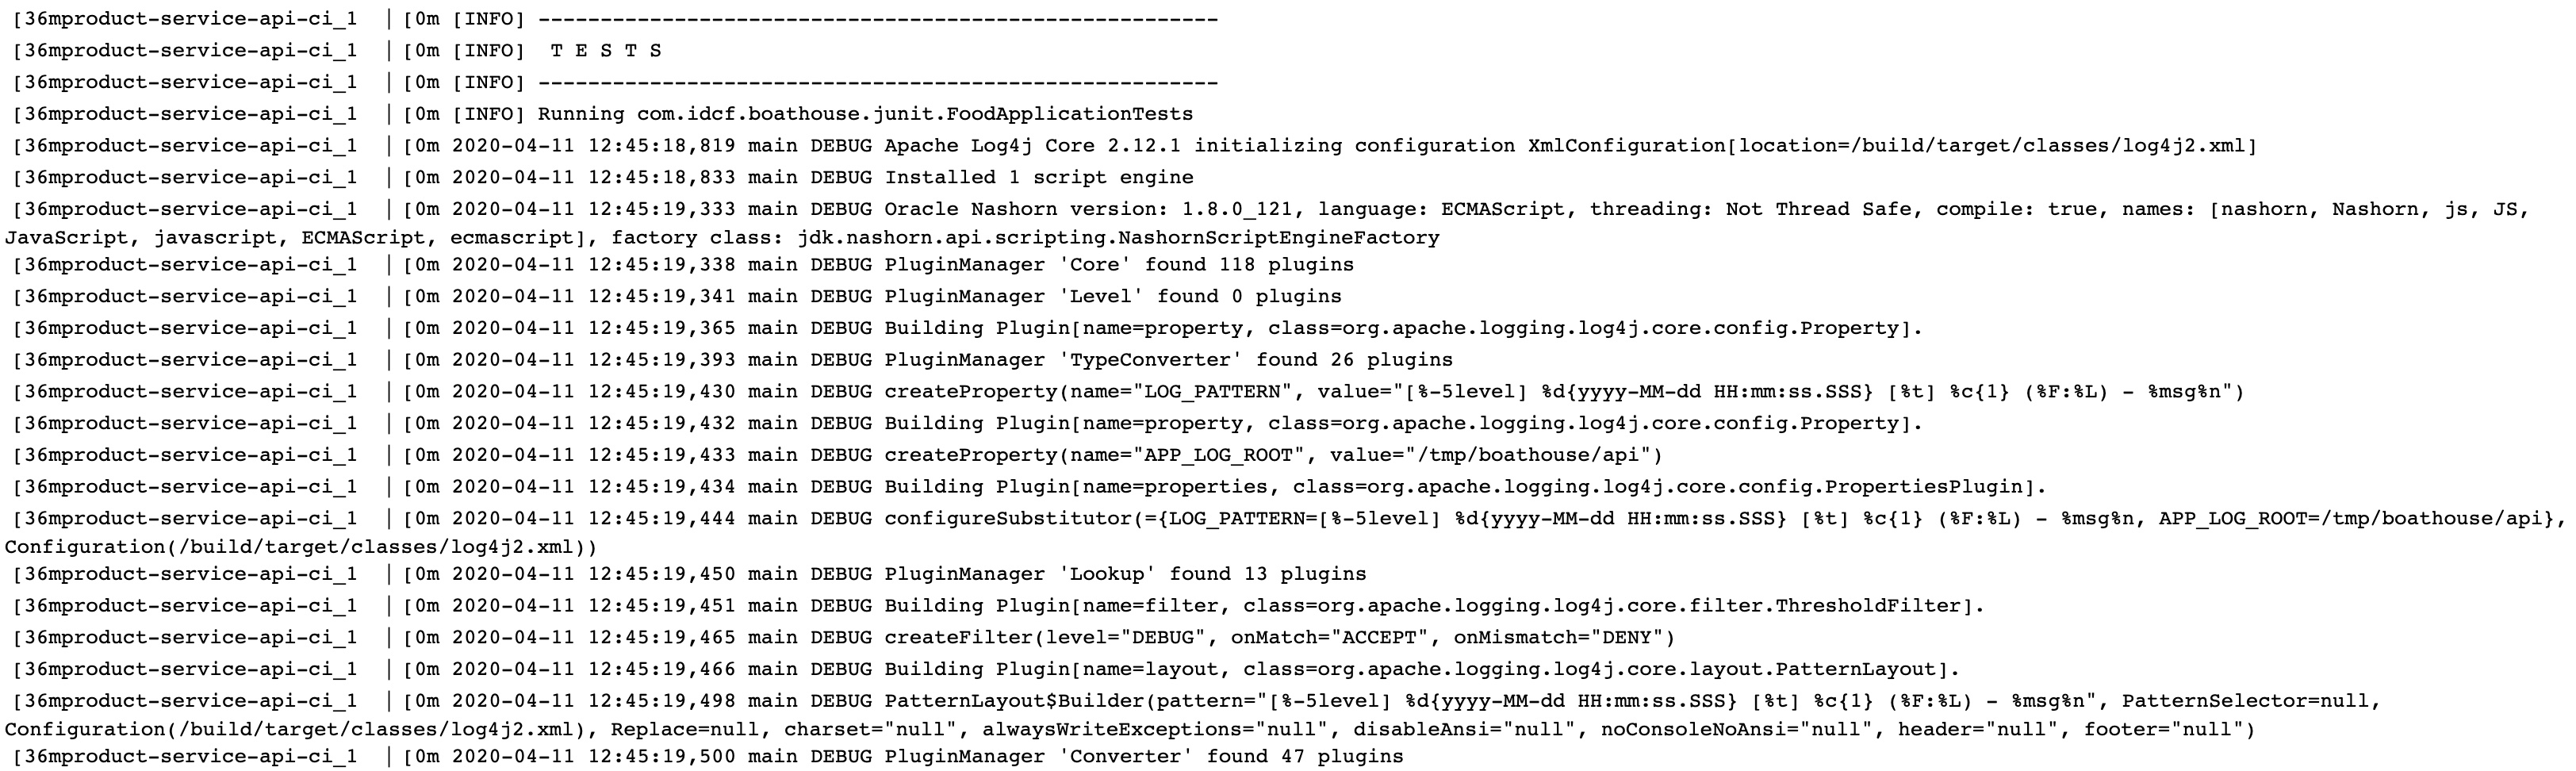 [36mproduct-service-api-ci_1  |[0m [INFO] -------------------------------------------------------
[36mproduct-service-api-ci_1  |[0m [INFO]  T E S T S
[36mproduct-service-api-ci_1  |[0m [INFO] -------------------------------------------------------
[36mproduct-service-api-ci_1  |[0m [INFO] Running com.idcf.boathouse.junit.FoodApplicationTests
[36mproduct-service-api-ci_1  |[0m 2020-04-11 12:45:18,819 main DEBUG Apache Log4j Core 2.12.1 initializing configuration XmlConfiguration[location=/build/target/classes/log4j2.xml]
[36mproduct-service-api-ci_1  |[0m 2020-04-11 12:45:18,833 main DEBUG Installed 1 script engine
[36mproduct-service-api-ci_1  |[0m 2020-04-11 12:45:19,333 main DEBUG Oracle Nashorn version: 1.8.0_121, language: ECMAScript, threading: Not Thread Safe, compile: true, names: [nashorn, Nashorn, js, JS,
JavaScript, javascript, ECMAScript, ecmascript], factory class: jdk.nashorn.api.scripting.NashornScriptEngineFactory
[36mproduct-service-api-ci_1  |[0m 2020-04-11 12:45:19,338 main DEBUG PluginManager 'Core' found 118 plugins
[36mproduct-service-api-ci_1  |[0m 2020-04-11 12:45:19,341 main DEBUG PluginManager 'Level' found 0 plugins
[36mproduct-service-api-ci_1  |[0m 2020-04-11 12:45:19,365 main DEBUG Building Plugin[name=property, class=org.apache.logging.log4j.core.config.Property].
[36mproduct-service-api-ci_1  |[0m 2020-04-11 12:45:19,393 main DEBUG PluginManager 'TypeConverter' found 26 plugins
[36mproduct-service-api-ci_1  |[0m 2020-04-11 12:45:19,430 main DEBUG createProperty(name="LOG_PATTERN", value="[%-5level] %d{yyyy-MM-dd HH:mm:ss.SSS} [%t] %c{1} (%F:%L) - %msg%n")
[36mproduct-service-api-ci_1  |[0m 2020-04-11 12:45:19,432 main DEBUG Building Plugin[name=property, class=org.apache.logging.log4j.core.config.Property].
[36mproduct-service-api-ci_1  |[0m 2020-04-11 12:45:19,433 main DEBUG createProperty(name="APP_LOG_ROOT", value="/tmp/boathouse/api")
[36mproduct-service-api-ci_1  |[0m 2020-04-11 12:45:19,434 main DEBUG Building Plugin[name=properties, class=org.apache.logging.log4j.core.config.PropertiesPlugin].
[36mproduct-service-api-ci_1  |[0m 2020-04-11 12:45:19,444 main DEBUG configureSubstitutor(={LOG_PATTERN=[%-5level] %d{yyyy-MM-dd HH:mm:ss.SSS} [%t] %c{1} (%F:%L) - %msg%n, APP_LOG_ROOT=/tmp/boathouse/api},
Configuration(/build/target/classes/log4j2.xml))
[36mproduct-service-api-ci_1  |[0m 2020-04-11 12:45:19,450 main DEBUG PluginManager 'Lookup' found 13 plugins
[36mproduct-service-api-ci_1  |[0m 2020-04-11 12:45:19,451 main DEBUG Building Plugin[name=filter, class=org.apache.logging.log4j.core.filter.ThresholdFilter].
[36mproduct-service-api-ci_1  |[0m 2020-04-11 12:45:19,465 main DEBUG createFilter(level="DEBUG", onMatch="ACCEPT", onMismatch="DENY")
[36mproduct-service-api-ci_1  |[0m 2020-04-11 12:45:19,466 main DEBUG Building Plugin[name=layout, class=org.apache.logging.log4j.core.layout.PatternLayout].
[36mproduct-service-api-ci_1  |[0m 2020-04-11 12:45:19,498 main DEBUG PatternLayout$Builder(pattern="[%-5level] %d{yyyy-MM-dd HH:mm:ss.SSS} [%t] %c{1} (%F:%L) - %msg%n", PatternSelector=null,
Configuration(/build/target/classes/log4j2.xml), Replace=null, charset="null", alwaysWriteExceptions="null", disableAnsi="null", noConsoleNoAnsi="null", header="null", footer="null")
[36mproduct-service-api-ci_1  |[0m 2020-04-11 12:45:19,500 main DEBUG PluginManager 'Converter' found 47 plugins